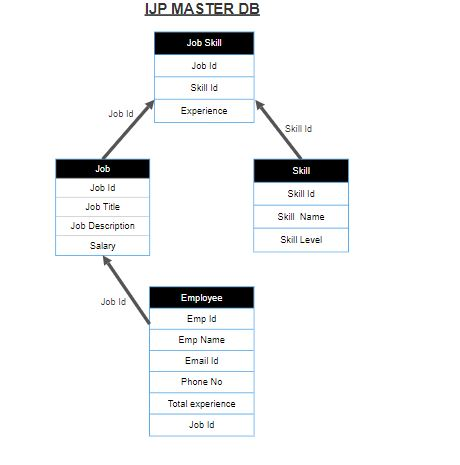 IJP MASTER DB
Job Skill
Job Id
Skill Id
Experience
Job Id
Skill Id
Job
Job Id
Job Title
Job Description
Salary
Skill
Skill Id
Skill Name
Skill Level
Job Id
Employee
Emp Id
Emp Name
Email Id
Phone No
Total experience
Job Id